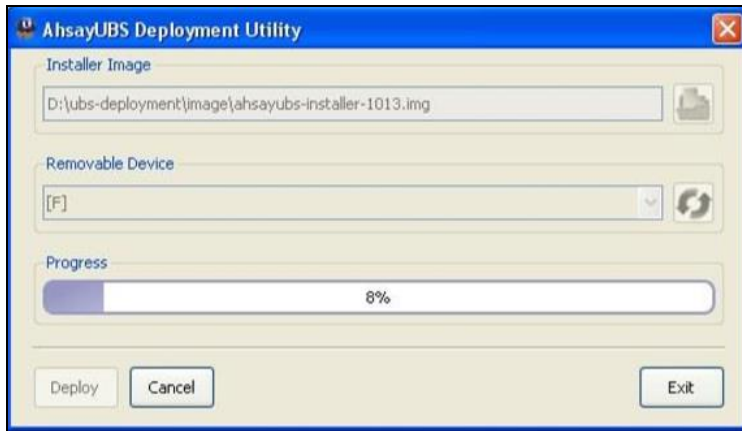 AhsayUBS Deployment Utility
Installer Image
D:\ubs-deployment\image\ahsayubs-installer-1013.img
Removable Device
[F]
Progress
8%
Deploy Cancel Exit